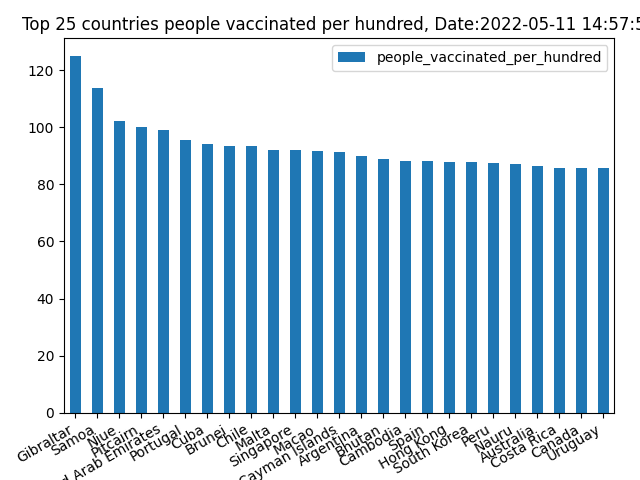 Top 25 countries people vaccinated per hundred, Date:2022-05-11 14:57:5
people_vaccinated_per_hundred
120
100
80
60
40
20
0
Gibraltar
Samoa
Niue
Pitcairn
d Arab Emirates
Portugal
Cuba
Brunei
Chile
Malta
Singapore
Macao
Cayman Islands
Argentina
Bhutan
Cambodia
Spain
Hong Kong
South Korea
Peru
Nauru
Australia
Costa Rica
Canada
Uruguay